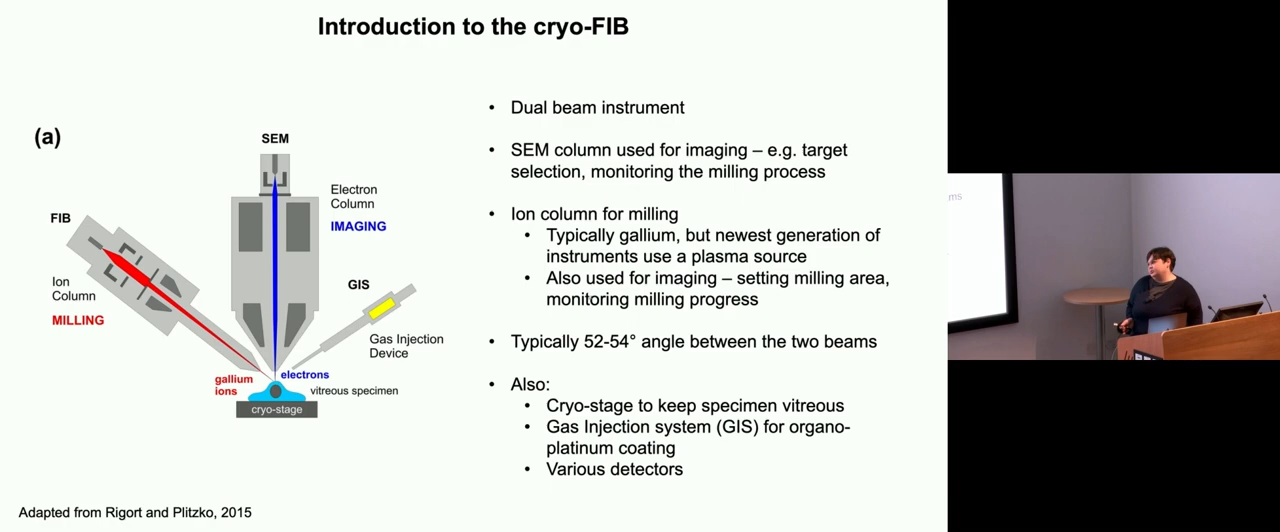 Introduction to the cryo-FIB
(a)
SEM
Electron
Column
IMAGING
FIB
Ion
Column
MILLING
GIS
Gas Injection
Device
gallium
ions
electrons
vitreous specimen
cryo-stage
• Dual beam instrument
• SEM column used for imaging – e.g. target
selection, monitoring the milling process
• Ion column for milling
• Typically gallium, but newest generation of
instruments use a plasma source
• Also used for imaging – setting milling area,
monitoring milling progress
• Typically 52-54° angle between the two beams
• Also:
• Cryo-stage to keep specimen vitreous
• Gas Injection system (GIS) for organo-
platinum coating
• Various detectors
Adapted from Rigort and Plitzko, 2015
ms